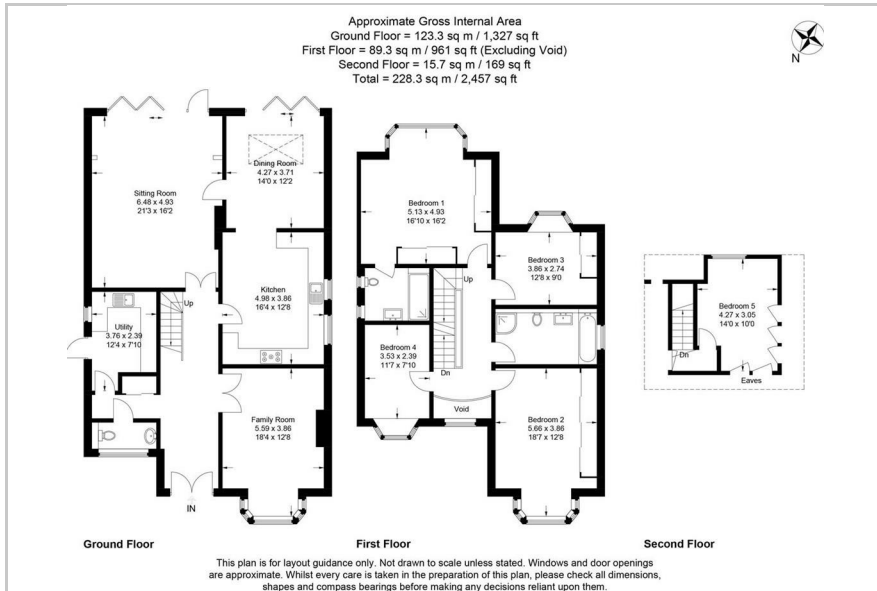 Approximate Gross Internal Area
Ground Floor = 123.3 sq m / 1,327 sq ft
First Floor = 89.3 sq m / 961 sq ft (Excluding Void)
Second Floor = 15.7 sq m / 169 sq ft
Total = 228.3 sq m / 2,457 sq ft
N
Sitting Room
6.48 x 4.93
21'3 x 16'2
Dining Room
4.27 x 3.71
14'0 x 12'2
Kitchen
4.98 x 3.86
16'4 x 12'8
Utility
3.76 x 2.39
12'4 x 7'10
Up
Family Room
5.59 x 3.86
18'4 x 12'8
IN
Ground Floor
Bedroom 1
5.13 x 4.93
16'10 x 16'2
Bedroom 3
3.86 x 2.74
12'8 x 9'0
Up
Bedroom 4
3.53 x 2.39
11'7 x 7'10
Dn
Void
Bedroom 2
5.66 x 3.86
18'7 x 12'8
First Floor
Bedroom 5
4.27 x 3.05
14'0 x 10'0
Dn
Eaves
Second Floor
This plan is for layout guidance only. Not drawn to scale unless stated. Windows and door openings
are approximate. Whilst every care is taken in the preparation of this plan, please check all dimensions,
shapes and compass bearings before making any decisions reliant upon them.